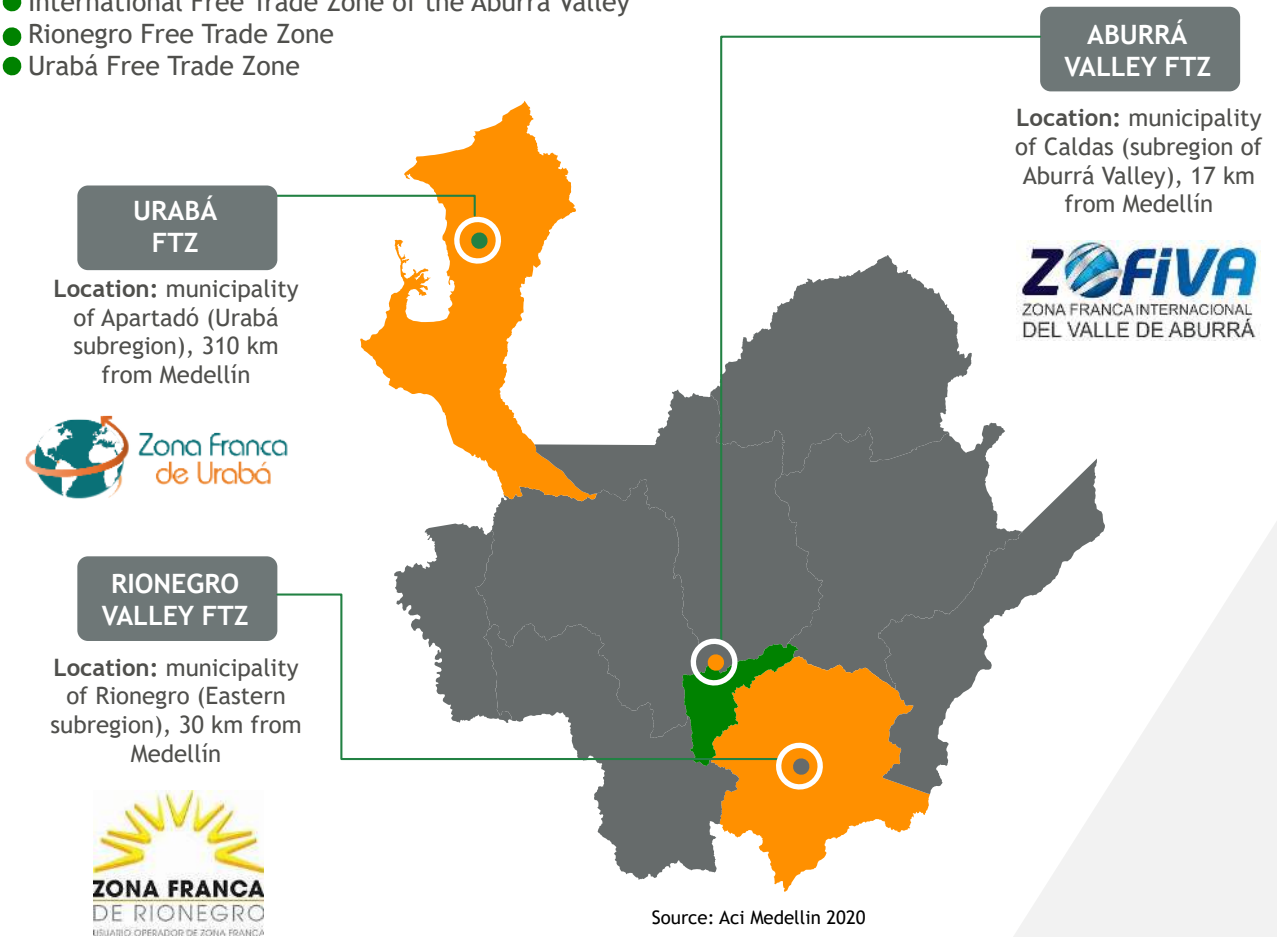 International Free Trade Zone of the Aburrá Valley
Rionegro Free Trade Zone
Urabá Free Trade Zone
ABURRÁ
VALLEY FTZ
Location: municipality
of Caldas (subregion of
Aburrá Valley), 17 km
from Medellín
ZOFiVA
ZONA FRANCA INTERNACIONAL
DEL VALLE DE ABURRÁ
URABÁ
FTZ
Location: municipality
of Apartadó (Urabá
subregion), 310 km
from Medellín
Zona Franca
de Urabá
RIONEGRO
VALLEY FTZ
Location: municipality
of Rionegro (Eastern
subregion), 30 km from
Medellín
ZONA FRANCA
DE RIONEGRO
USUARIO OPERADOR DE ZONA FRANCA
Source: Aci Medellin 2020